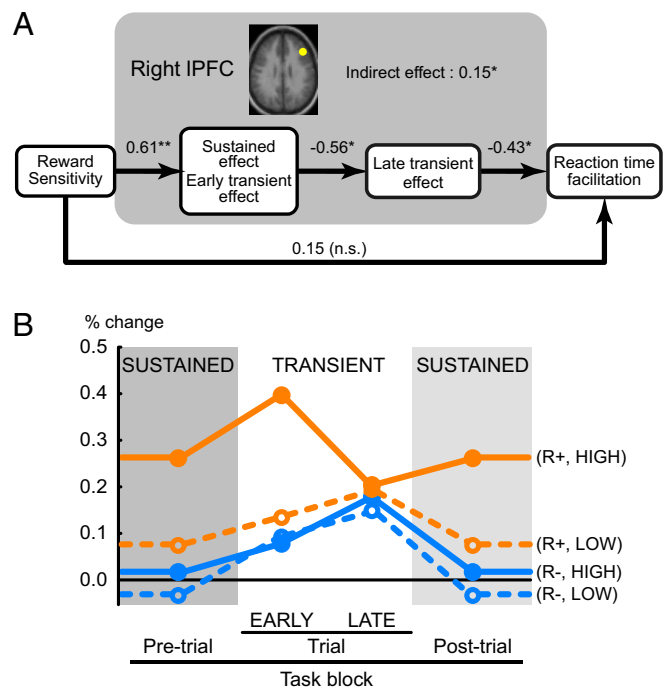 A
Right lPFC
Indirect effect : 0.15*
0.61**
-0.56*
-0.43*
Reward
Sensitivity
Sustained
effect
Early transient
effect
Late transient
effect
Reaction time
facilitation
0.15 (n.s.)
B
% change
0.5
SUSTAINED
TRANSIENT
SUSTAINED
0.4
0.3
(R+, HIGH)
0.2
0.1
(R+, LOW)
(R-, HIGH)
0.0
(R-, LOW)
EARLY
LATE
Pre-trial
Trial
Post-trial
Task block